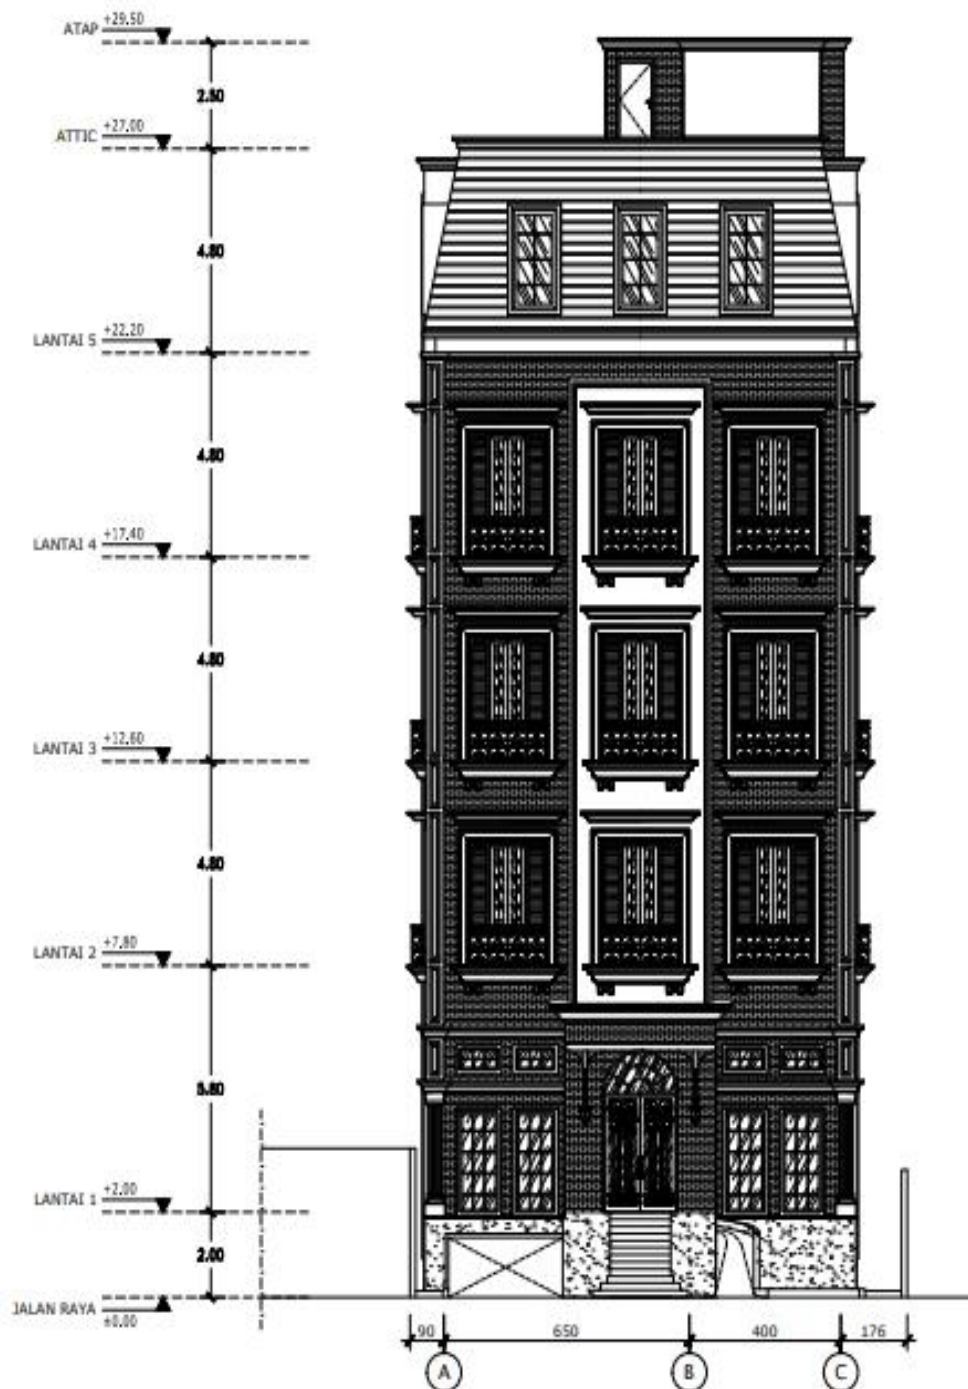 ATAP +29.50
2.50
ATTIC +27.00
4.80
LANTAI 5 +22.20
4.80
LANTAI 4 +17.40
4.80
LANTAI 3 +12.60
4.80
LANTAI 2 +7.80
5.80
LANTAI 1 +2.00
2.00
JALAN RAYA ±0.00
90 650 400 176
A B C